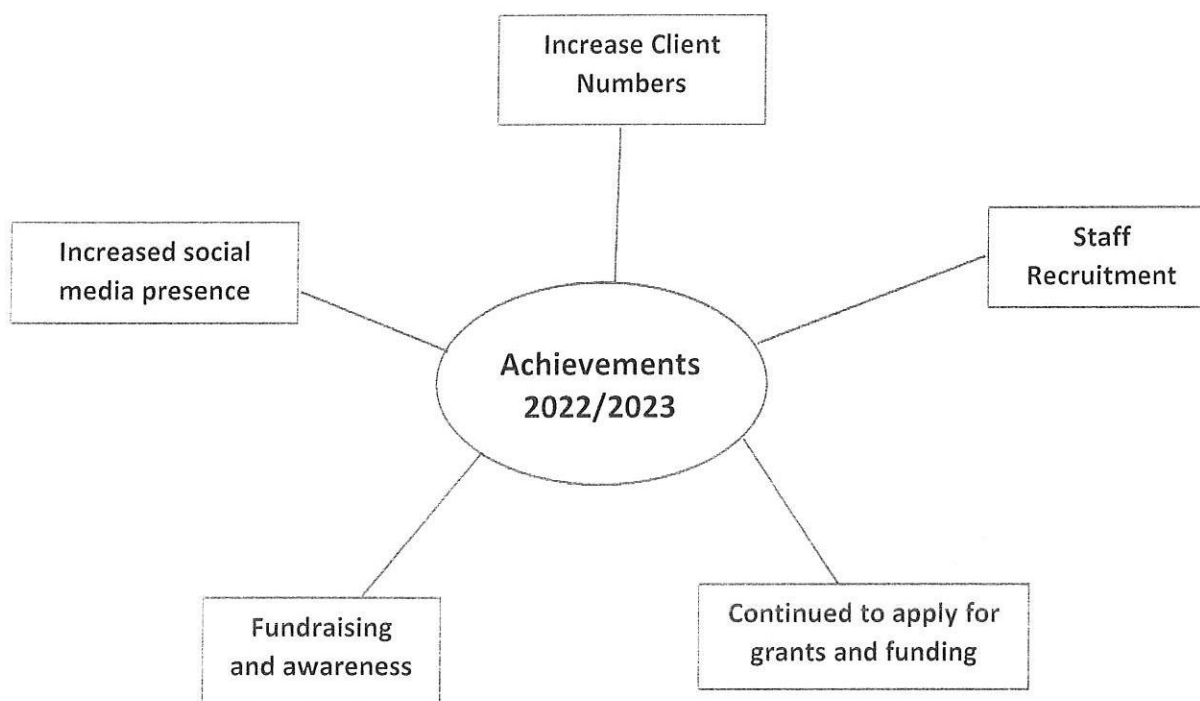 Increase Client
Numbers
Increased social
media presence
Staff
Recruitment
Achievements
2022/2023
Fundraising
and awareness
Continued to apply for
grants and funding